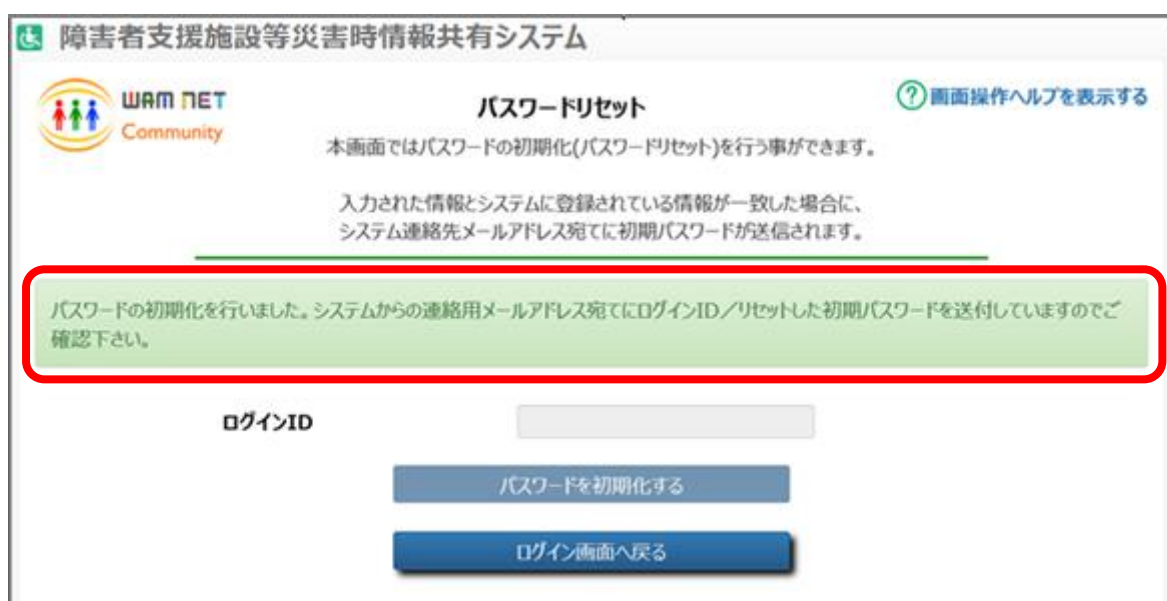 障害者支援施設等災害時情報共有システム
WAM NET
Community
パスワードリセット
?画面操作ヘルプを表示する
本画面ではパスワードの初期化(パスワードリセット)を行う事ができます。
入力された情報とシステムに登録されている情報が一致した場合に、
システム連絡先メールアドレス宛てに初期パスワードが送信されます。
パスワードの初期化を行いました。システムからの連絡用メールアドレス宛てにログインID／リセットした初期パスワードを送付していますのでご
確認下さい。
ログインID
パスワードを初期化する
ログイン画面へ戻る